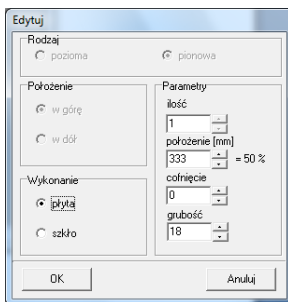 Edytuj
Rodzaj
pozioma pionowa
Położenie
w górę
w dół
Wykonanie
płyta
szkło
Parametry
ilość
1
położenie [mm]
333 = 50 %
cofnięcie
0
grubość
18
OK Anuluj